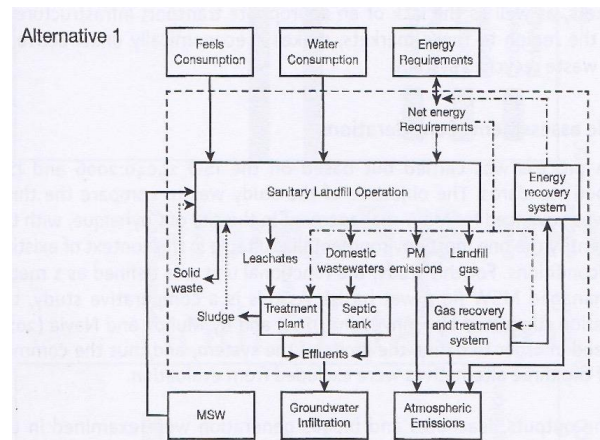 Alternative 1
Feels
Consumption
Water
Consumption
Energy
Requirements
Not energy
Requirements
Sanitary Landfill Operation
Energy
recovery
system
Leachates
Domestic
wastewaters
PM
emissions
Landfill
gas
Solid
waste
Sludge
Treatment
plant
Septic
tank
Gas recovery
and treatment
system
Effluents
MSW
Groundwater
Infiltration
Atmospheric
Emissions